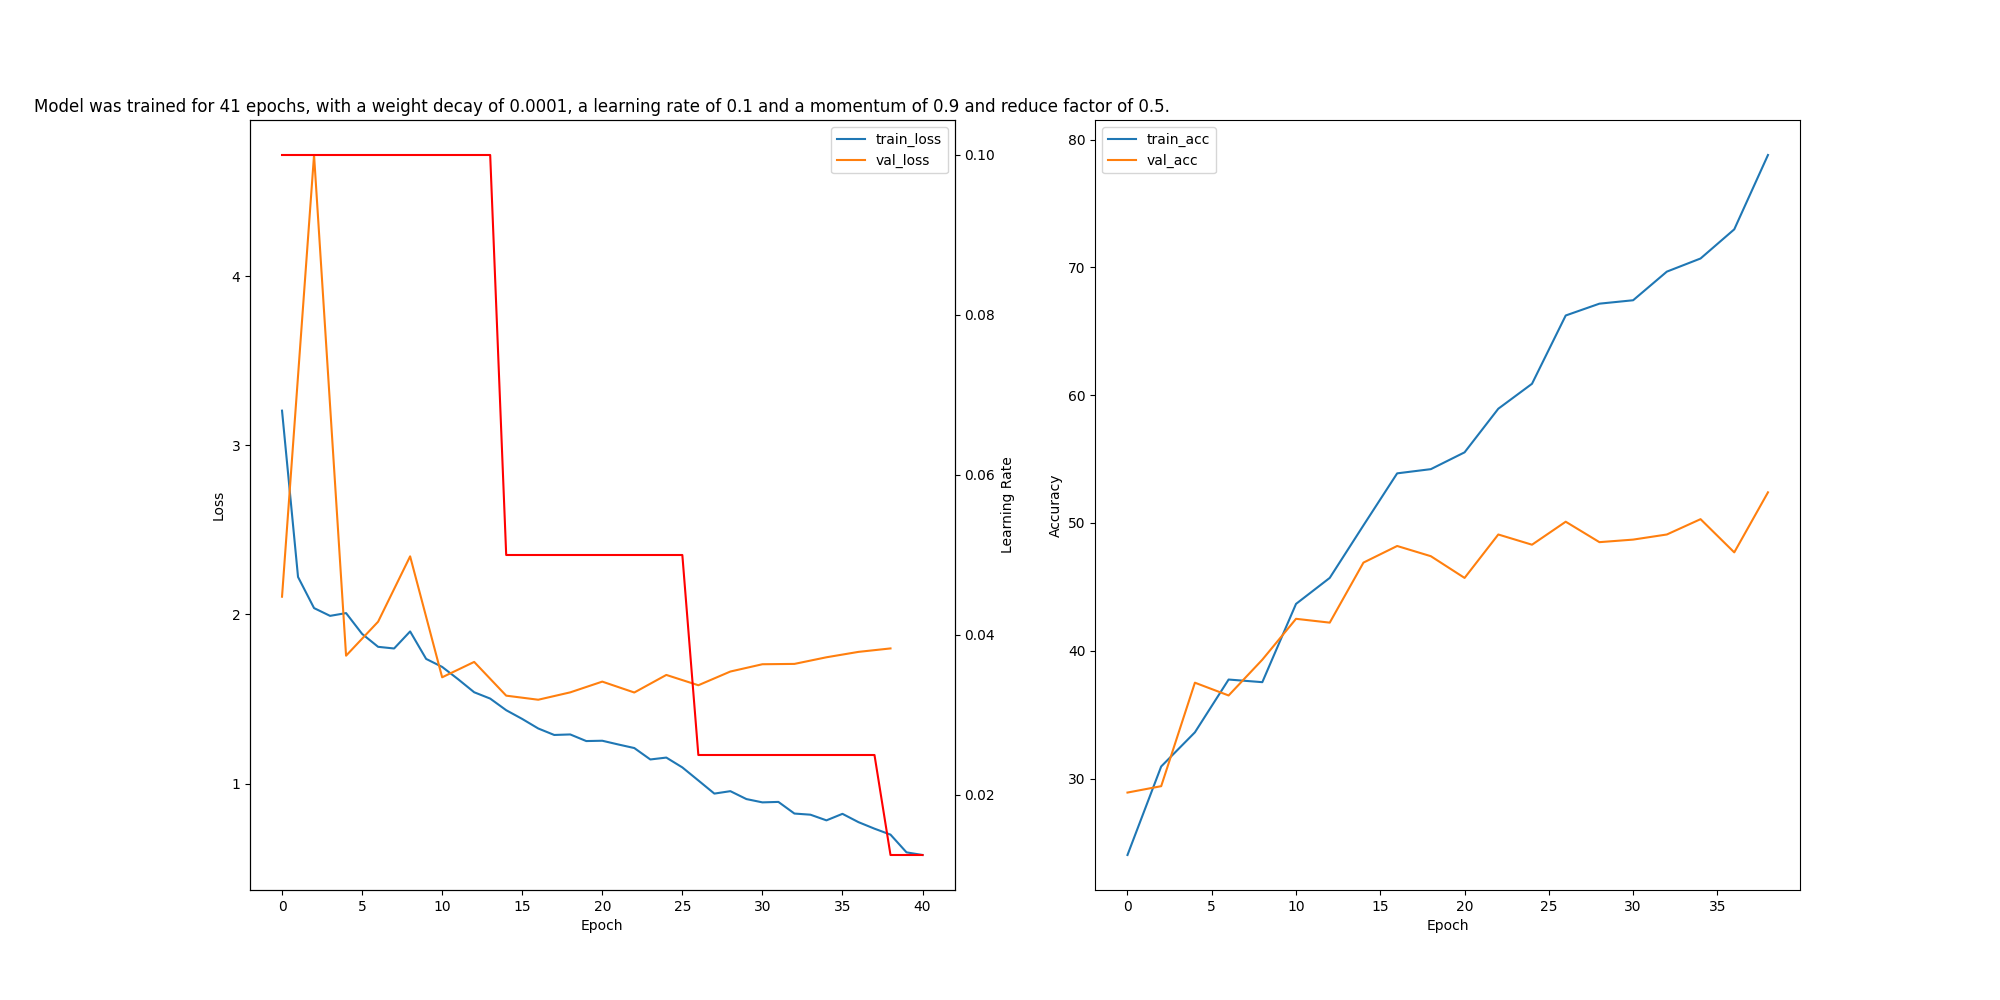 Model was trained for 41 epochs, with a weight decay of 0.0001, a learning rate of 0.1 and a momentum of 0.9 and reduce factor of 0.5.
train_loss
val_loss
4
3
2
1
Loss
0.10
0.08
0.06
0.04
0.02
Learning Rate
0 5 10 15 20 25 30 35 40
Epoch
train_acc
val_acc
80
70
60
50
40
30
Accuracy
0 5 10 15 20 25 30 35
Epoch